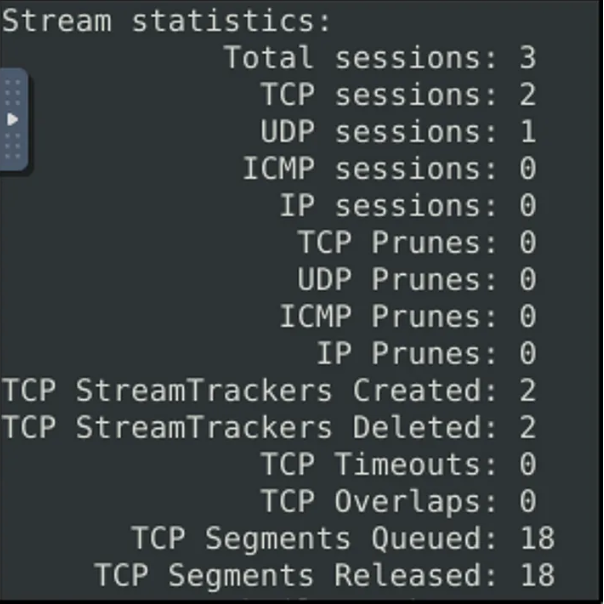 Stream statistics:
Total sessions: 3
TCP sessions: 2
UDP sessions: 1
ICMP sessions: 0
IP sessions: 0
TCP Prunes: 0
UDP Prunes: 0
ICMP Prunes: 0
IP Prunes: 0
TCP StreamTrackers Created: 2
TCP StreamTrackers Deleted: 2
TCP Timeouts: 0
TCP Overlaps: 0
TCP Segments Queued: 18
TCP Segments Released: 18